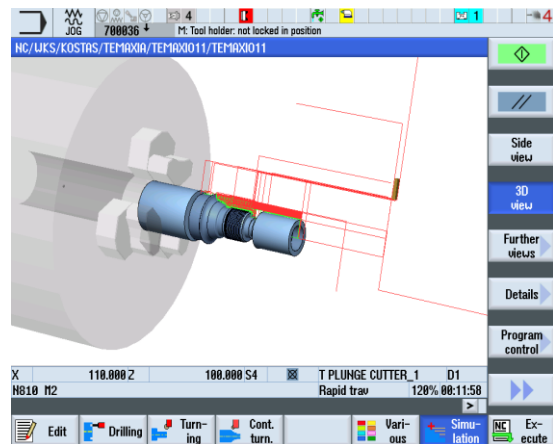 4 1 4
JOG 700036 M: Tool holder: not locked in position
NC/WKS/KOSTAS/TEMAXIA/TEMAXIO11/TEMAXIO11
Side
view
3D
view
Further
views
Details
Program
control
X 110.000 Z 100.000 S4 T PLUNGE CUTTER_1 D1
N810 M2 Rapid trav 120% 00:11:58
Edit
Drilling
Turn-
ing
Cont.
turn.
Vari-
ous
Simu-
lation
NC
Ex-
ecute